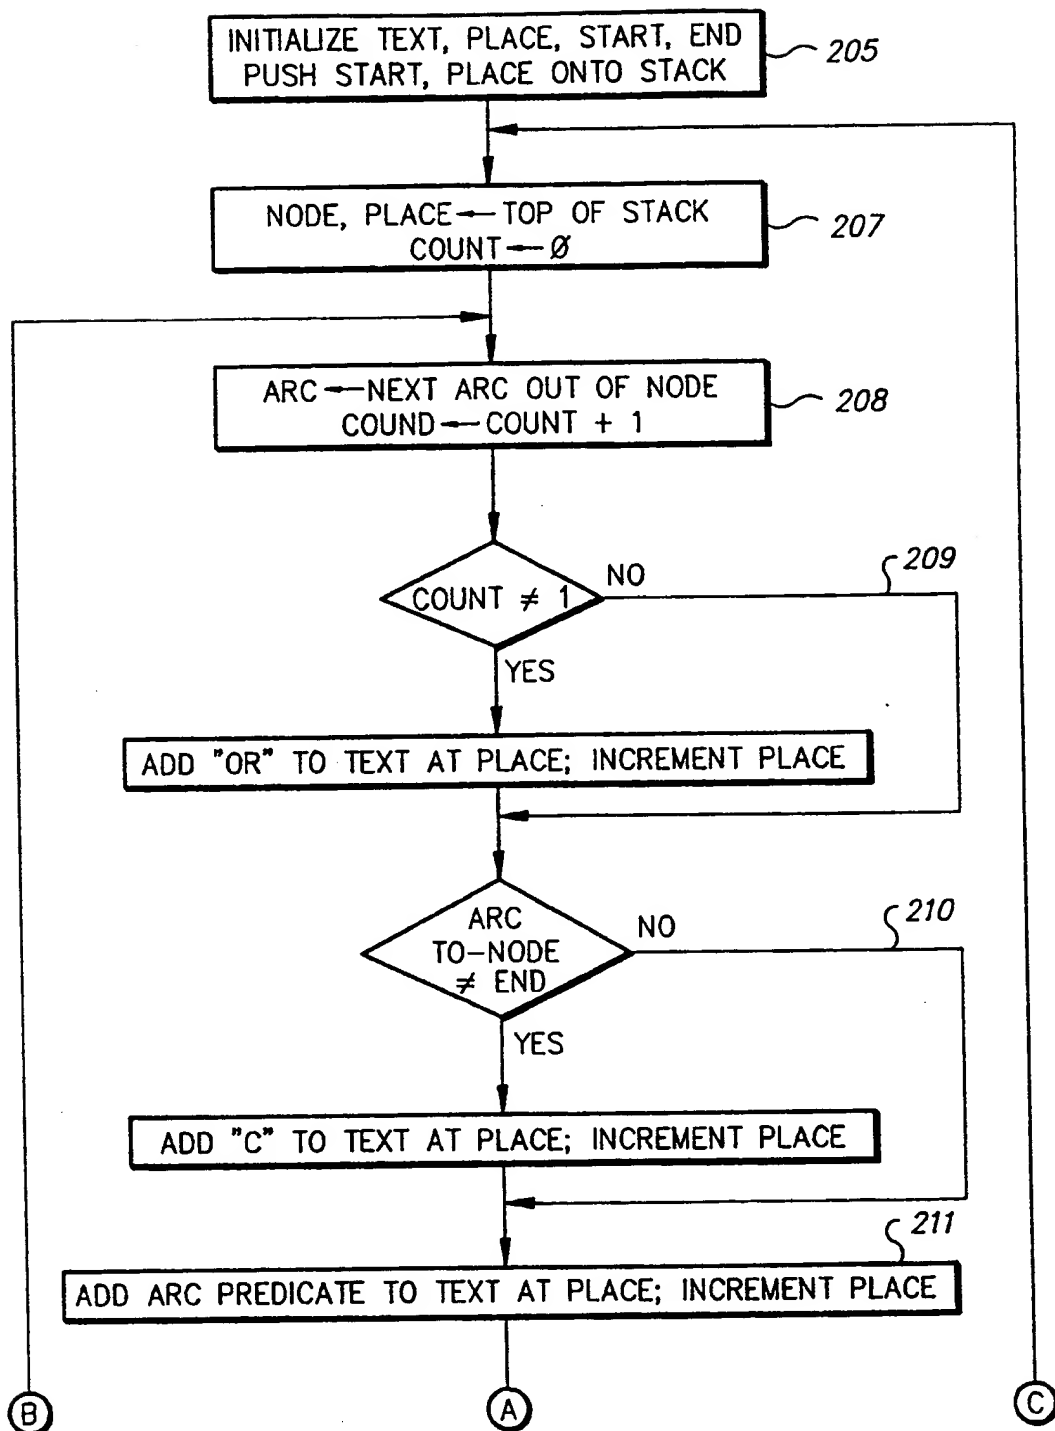 INITIALIZE TEXT, PLACE, START, END
PUSH START, PLACE ONTO STACK
205
NODE, PLACE←TOP OF STACK
COUNT←Ø
207
ARC←NEXT ARC OUT OF NODE
COUND←COUNT + 1
208
COUNT ≠ 1
NO
209
YES
ADD "OR" TO TEXT AT PLACE; INCREMENT PLACE
ARC
TO-NODE
≠ END
NO
210
YES
ADD "C" TO TEXT AT PLACE; INCREMENT PLACE
211
ADD ARC PREDICATE TO TEXT AT PLACE; INCREMENT PLACE
B
A
C